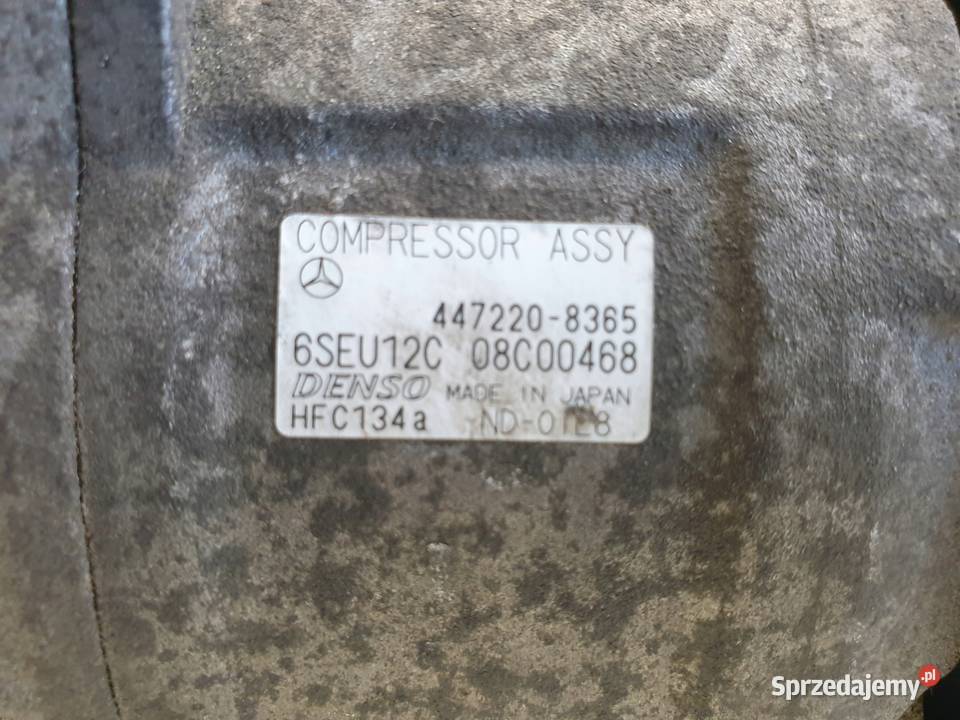 COMPRESSOR ASSY
447220-8365
6SEU12C 08C00468
DENSO MADE IN JAPAN
HFC134a ND-OIL8
Sprzedajemy.pl